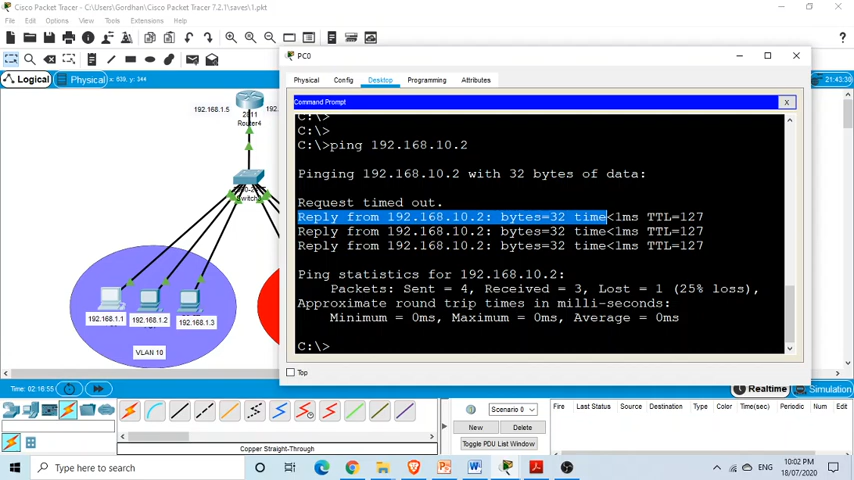 Cisco Packet Tracer - C:\Users\Gordhan\Cisco Packet Tracer 7.2.1\saves\1.pkt
File Edit Options View Tools Extensions Help
Logical
Physical
x: 639, y: 344
21:43:30
192.168.1.5
192.
2811
Router4
192.168.1.1
192.168.1.2
192.168.1.3
VLAN 10
PC0
Physical Config Desktop Programming Attributes
Command Prompt
X
C:\>
C:\>
C:\>ping 192.168.10.2
Pinging 192.168.10.2 with 32 bytes of data:
Request timed out.
Reply from 192.168.10.2: bytes=32 time<1ms TTL=127
Reply from 192.168.10.2: bytes=32 time<1ms TTL=127
Reply from 192.168.10.2: bytes=32 time<1ms TTL=127
Ping statistics for 192.168.10.2:
Packets: Sent = 4, Received = 3, Lost = 1 (25% loss),
Approximate round trip times in milli-seconds:
Minimum = 0ms, Maximum = 0ms, Average = 0ms
C:\>
Top
Time: 02:16:55
Realtime
Simulation
Scenario 0
New
Delete
Toggle PDU List Window
Fire Last Status Source Destination Type Color Time(sec) Periodic Num Edit
Copper Straight-Through
Type here to search
ENG
10:02 PM
18/07/2020